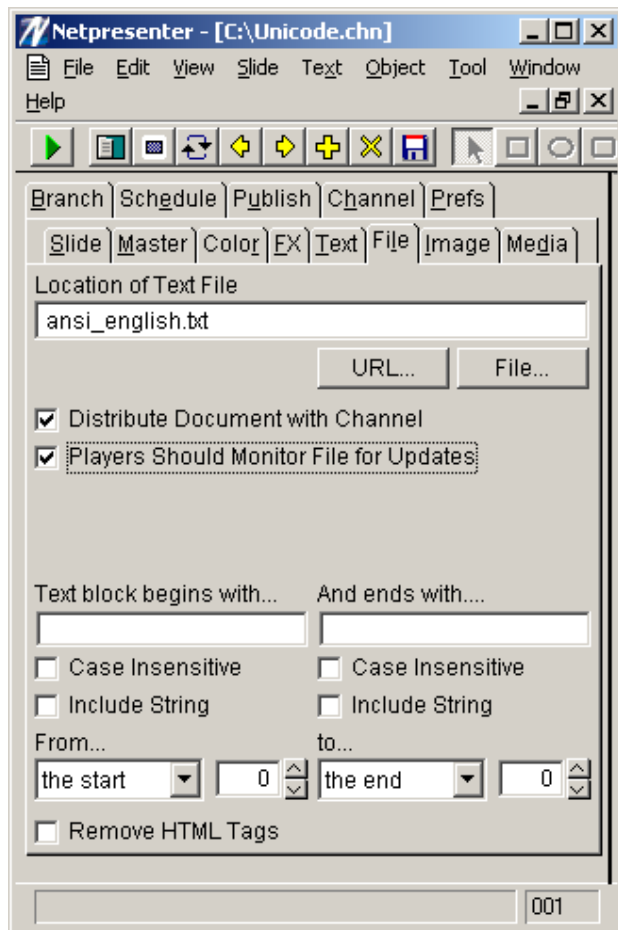 Netpresenter - [C:\Unicode.chn]
File Edit View Slide Text Object Tool Window
Help
Branch Schedule Publish Channel Prefs
Slide Master Color FX Text File Image Media
Location of Text File
ansi_english.txt
URL... File...
Distribute Document with Channel
Players Should Monitor File for Updates
Text block begins with... And ends with....
Case Insensitive Case Insensitive
Include String Include String
From... to...
the start 0 the end 0
Remove HTML Tags
001